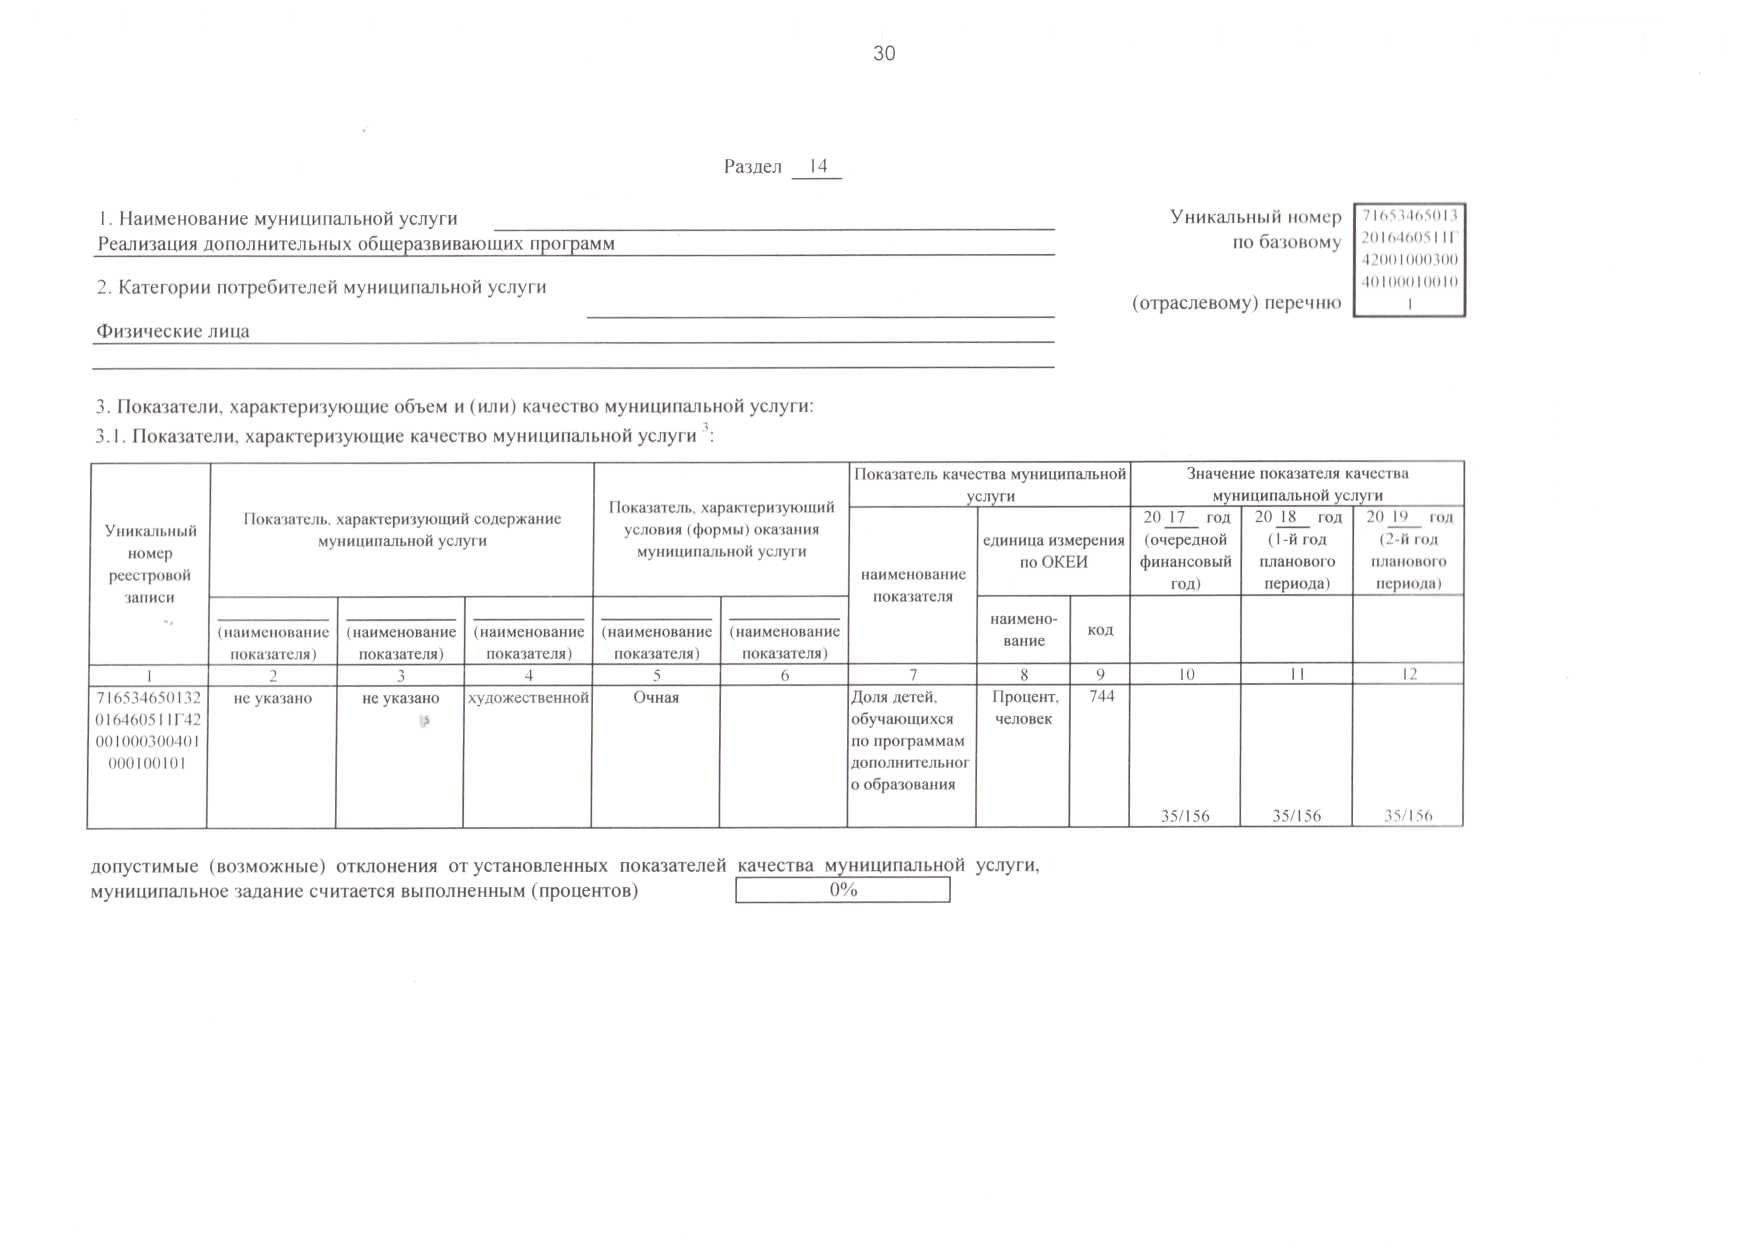 30
Раздел 14
1. Наименование муниципальной услуги
Реализация дополнительных общеразвивающих программ
2. Категории потребителей муниципальной услуги
Физические лица
Уникальный номер
по базовому
(отраслевому) перечню
71653465013
2016460511Г
42001000300
40100010010
1
3. Показатели, характеризующие объем и (или) качество муниципальной услуги:
3.1. Показатели, характеризующие качество муниципальной услуги 3:
Уникальный
номер
реестровой
записи
Показатель, характеризующий содержание
муниципальной услуги
Показатель, характеризующий
условия (формы) оказания
муниципальной услуги
Показатель качества муниципальной
услуги
Значение показателя качества
муниципальной услуги
наименование
показателя
единица измерения
по ОКЕИ
20 17 год
(очередной
финансовый
год)
20 18 год
(1-й год
планового
периода)
20 19 год
(2-й год
планового
периода)
(наименование
показателя)
(наименование
показателя)
(наименование
показателя)
(наименование
показателя)
(наименование
показателя)
наимено-
вание
код
1 2 3 4 5 6 7 8 9 10 11 12
716534650132
016460511Г42
001000300401
000100101
не указано
не указано
художественной
Очная
Доля детей,
обучающихся
по программам
дополнительног
о образования
Процент,
человек
744
35/156
35/156
35/156
допустимые (возможные) отклонения от установленных показателей качества муниципальной услуги,
муниципальное задание считается выполненным (процентов)
0%